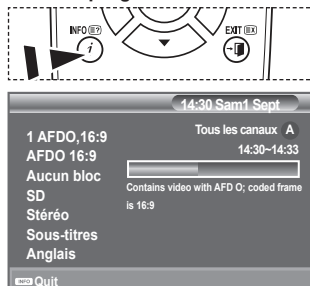 INFO EXIT
i
14:30 Sam1 Sept
1 AFDO,16:9
AFDO 16:9
Aucun bloc
SD
Stéréo
Sous-titres
Anglais
Tous les canaux A
14:30~14:33
Contains video with AFD O; coded frame
is 16:9
INFO Quit